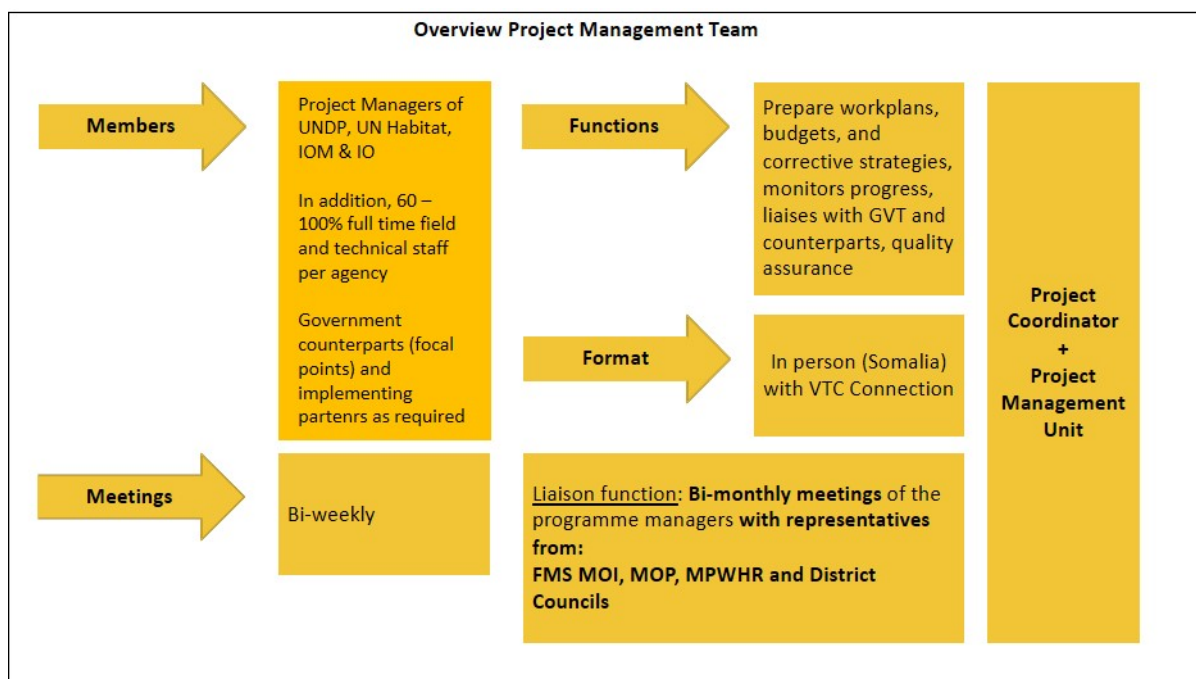 Overview Project Management Team
Members
Project Managers of
UNDP, UN Habitat,
IOM & IO
In addition, 60 –
100% full time field
and technical staff
per agency
Government
counterparts (focal
points) and
implementing
partenrs as required
Functions
Prepare workplans,
budgets, and
corrective strategies,
monitors progress,
liaises with GVT and
counterparts, quality
assurance
Format
In person (Somalia)
with VTC Connection
Meetings
Bi-weekly
Liaison function: Bi-monthly meetings of the
programme managers with representatives
from:
FMS MOI, MOP, MPWHR and District
Councils
Project
Coordinator
+
Project
Management
Unit